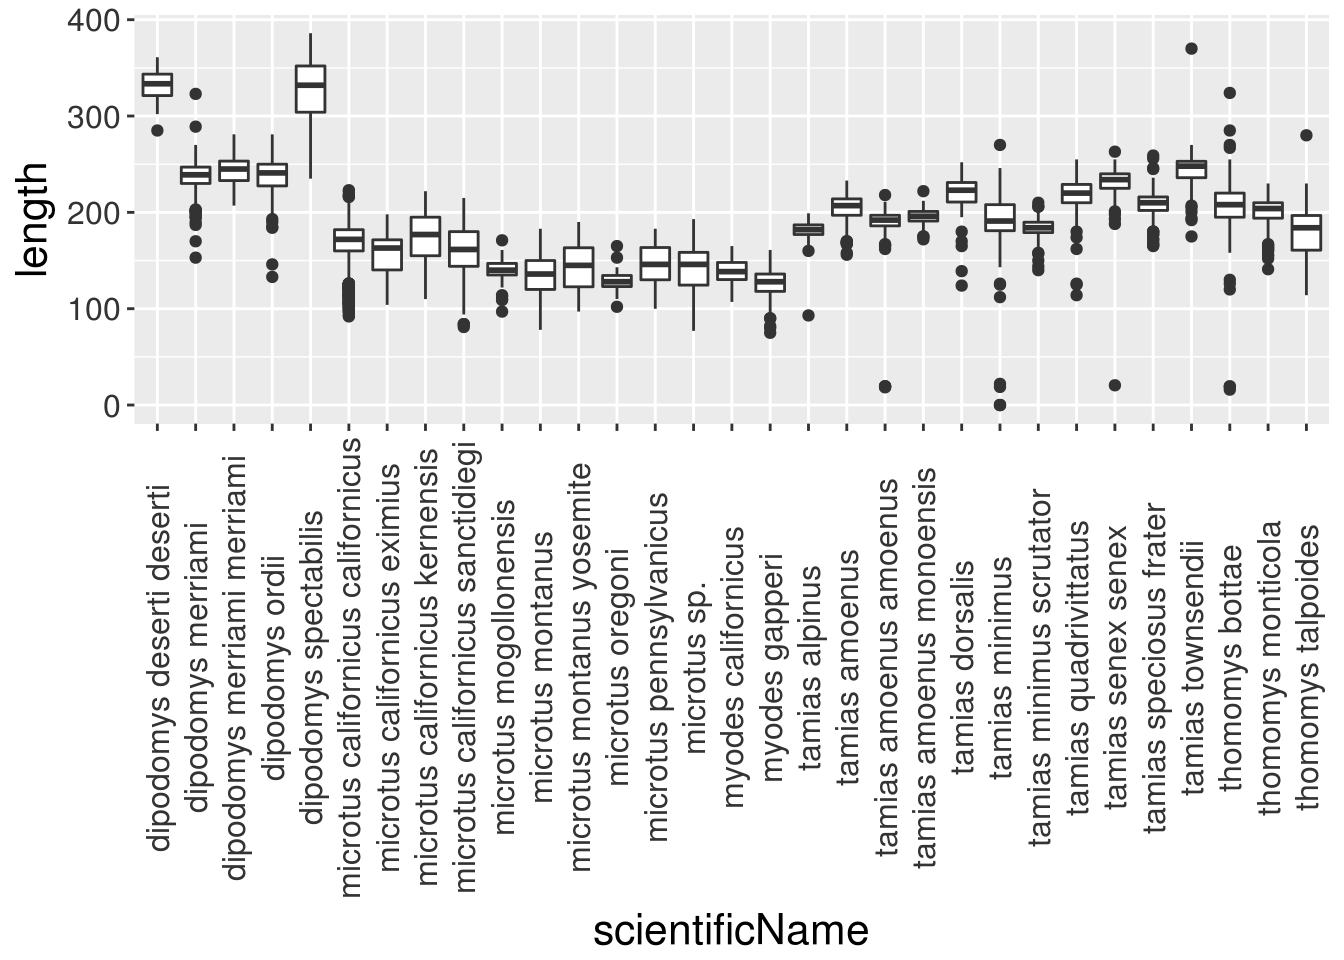 400
300
200
100
0
length
dipodomys deserti deserti
dipodomys merriami
dipodomys merriami merriami
dipodomys ordii
dipodomys spectabilis
microtus californicus californicus
microtus californicus eximius
microtus californicus kernensis
microtus californicus sanctidiegi
microtus mogollonensis
microtus montanus
microtus montanus yosemite
microtus oregoni
microtus pennsylvanicus
microtus sp.
myodes californicus
myodes gapperi
tamias alpinus
tamias amoenus
tamias amoenus amoenus
tamias amoenus monoensis
tamias dorsalis
tamias minimus
tamias minimus scrutator
tamias quadrivittatus
tamias senex senex
tamias speciosus frater
tamias townsendii
thomomys bottae
thomomys monticola
thomomys talpoides
scientificName